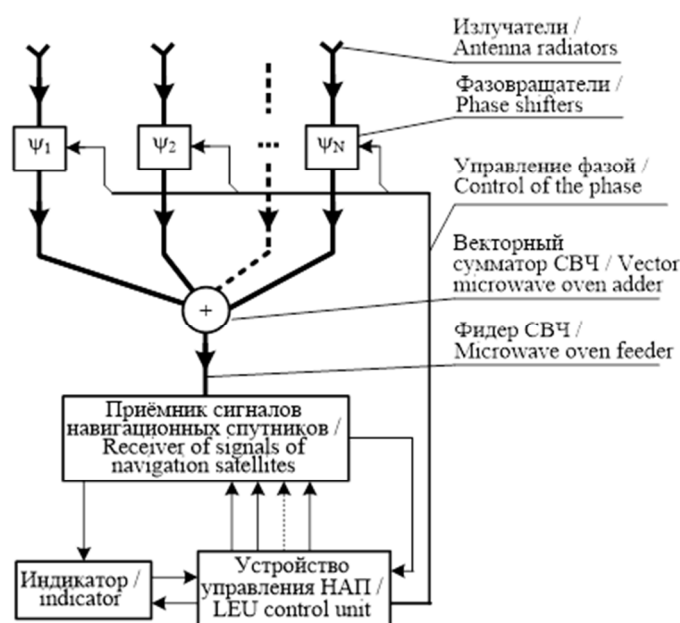 Излучатели /
Antenna radiators
Фазовращатели /
Phase shifters
ψ1
ψ2
...
ψN
Управление фазой /
Control of the phase
Векторный
сумматор СВЧ / Vector
microwave oven adder
+
Фидер СВЧ /
Microwave oven feeder
Приёмник сигналов
навигационных спутников /
Receiver of signals of
navigation satellites
Индикатор /
indicator
Устройство
управления НАП /
LEU control unit